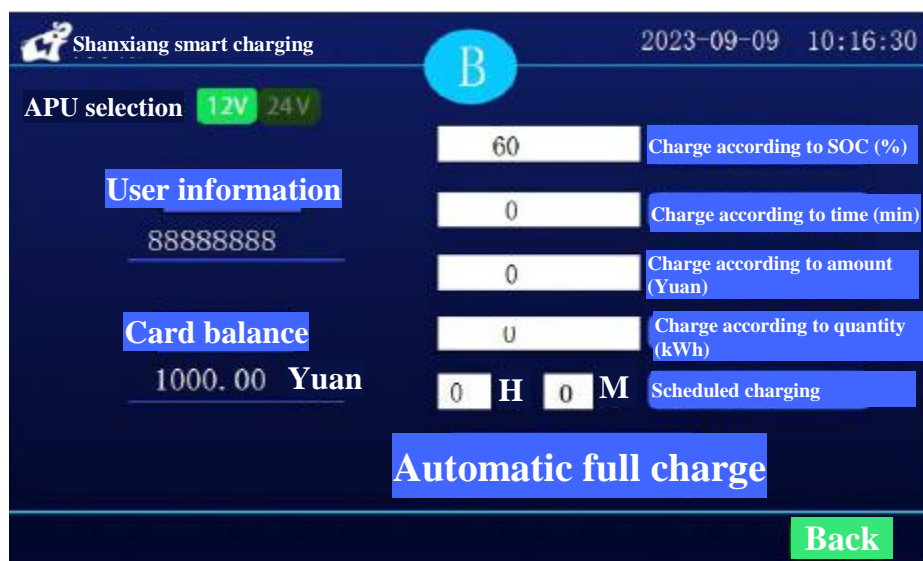 Shanxiang smart charging
2023-09-09 10:16:30
B
APU selection 12V 24V
60 Charge according to SOC (%)
User information
88888888
0 Charge according to time (min)
0 Charge according to amount
(Yuan)
Card balance
1000.00 Yuan
0 Charge according to quantity
(kWh)
0 H 0 M Scheduled charging
Automatic full charge
Back